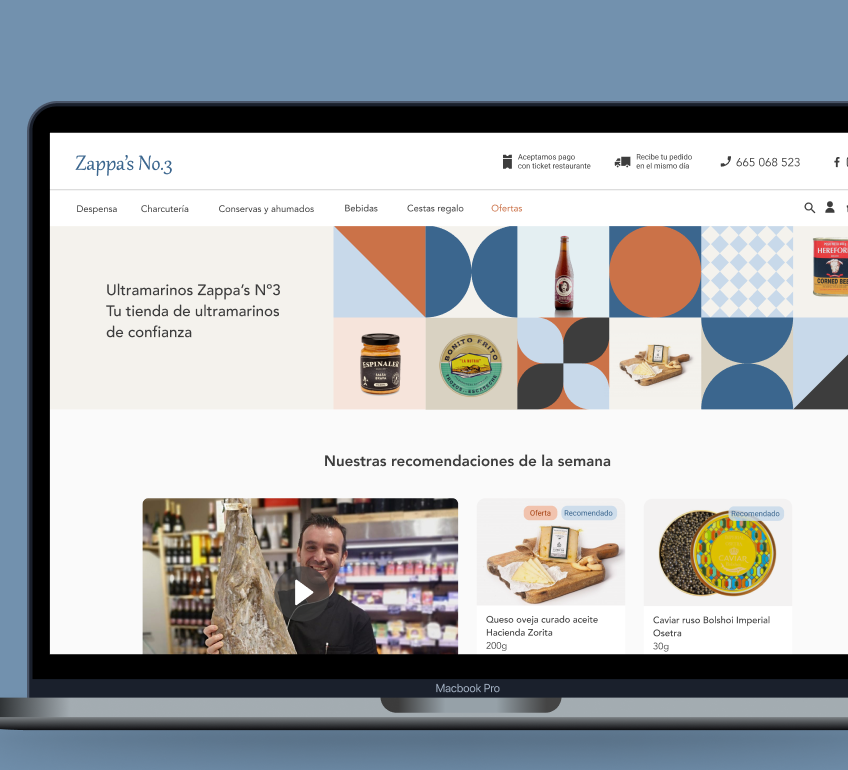 Zappa's No.3
Aceptamos pago
con ticket restaurante
Recibe tu pedido
en el mismo día
665 068 523
Despensa
Charcutería
Conservas y ahumados
Bebidas
Cestas regalo
Ofertas
Ultramarinos Zappa's Nº3
Tu tienda de ultramarinos
de confianza
HEREFORD
CORNED BEEF
ESPINALER
BONITO FRITO
Nuestras recomendaciones de la semana
Oferta
Recomendado
Recomendado
Queso oveja curado aceite
Hacienda Zorita
200g
Caviar ruso Bolshoi Imperial
Osetra
30g
Macbook Pro